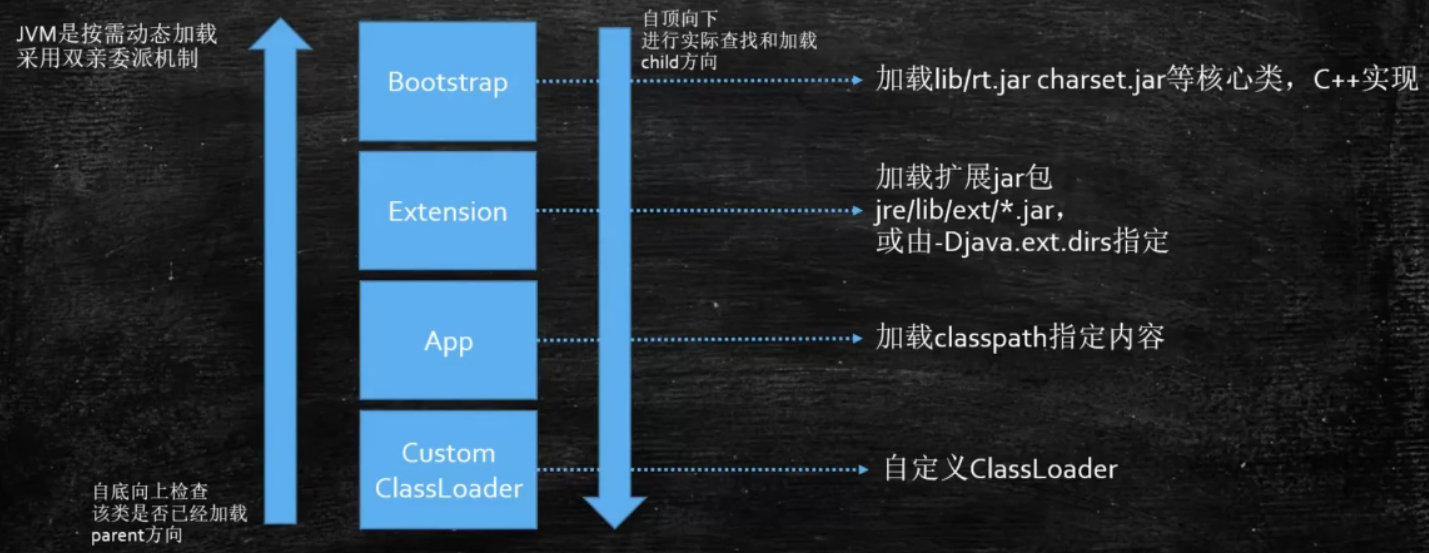 JVM是按需动态加载
采用双亲委派机制
自顶向下
进行实际查找和加载
child方向
Bootstrap
加载lib/rt.jar charset.jar等核心类，C++实现
Extension
加载扩展jar包
jre/lib/ext/*.jar，
或由-Djava.ext.dirs指定
App
加载classpath指定内容
Custom
ClassLoader
自定义ClassLoader
自底向上检查
该类是否已经加载
parent方向